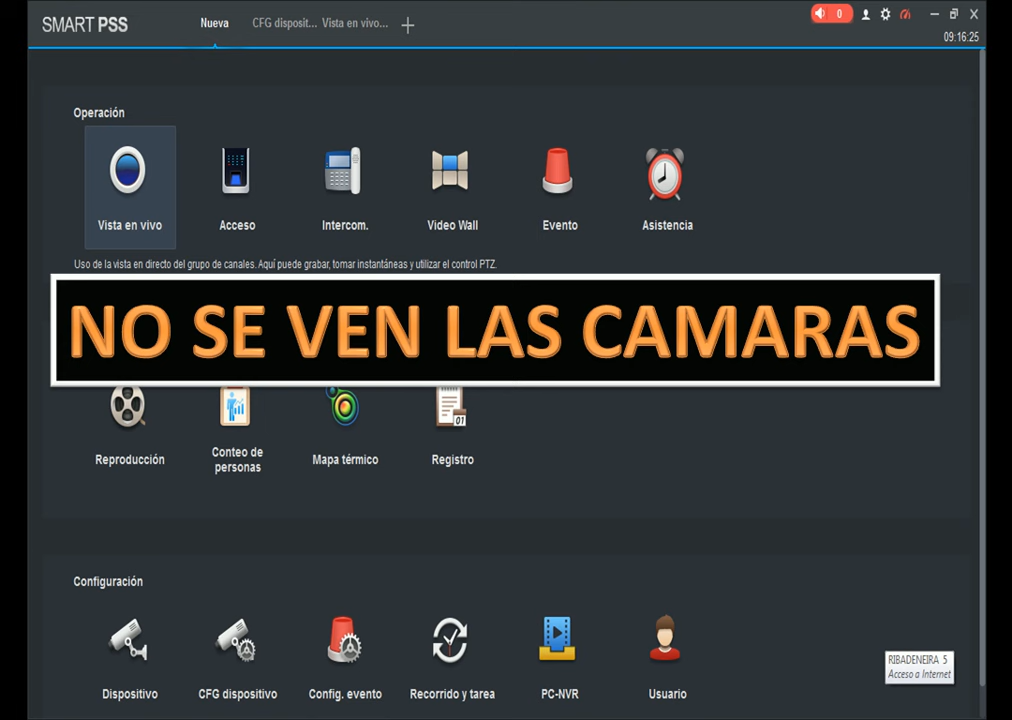 SMART PSS
Nueva
CFG disposit...
Vista en vivo...
0
09:16:25
Operación
Vista en vivo
Acceso
Intercom.
Video Wall
Evento
Asistencia
Uso de la vista en directo del grupo de canales. Aquí puede grabar, tomar instantáneas y utilizar el control PTZ.
NO SE VEN LAS CAMARAS
01
Reproducción
Conteo de
personas
Mapa térmico
Registro
Configuración
Dispositivo
CFG dispositivo
Config. evento
Recorrido y tarea
PC-NVR
Usuario
RIBADENEIRA 5
Acceso a Internet